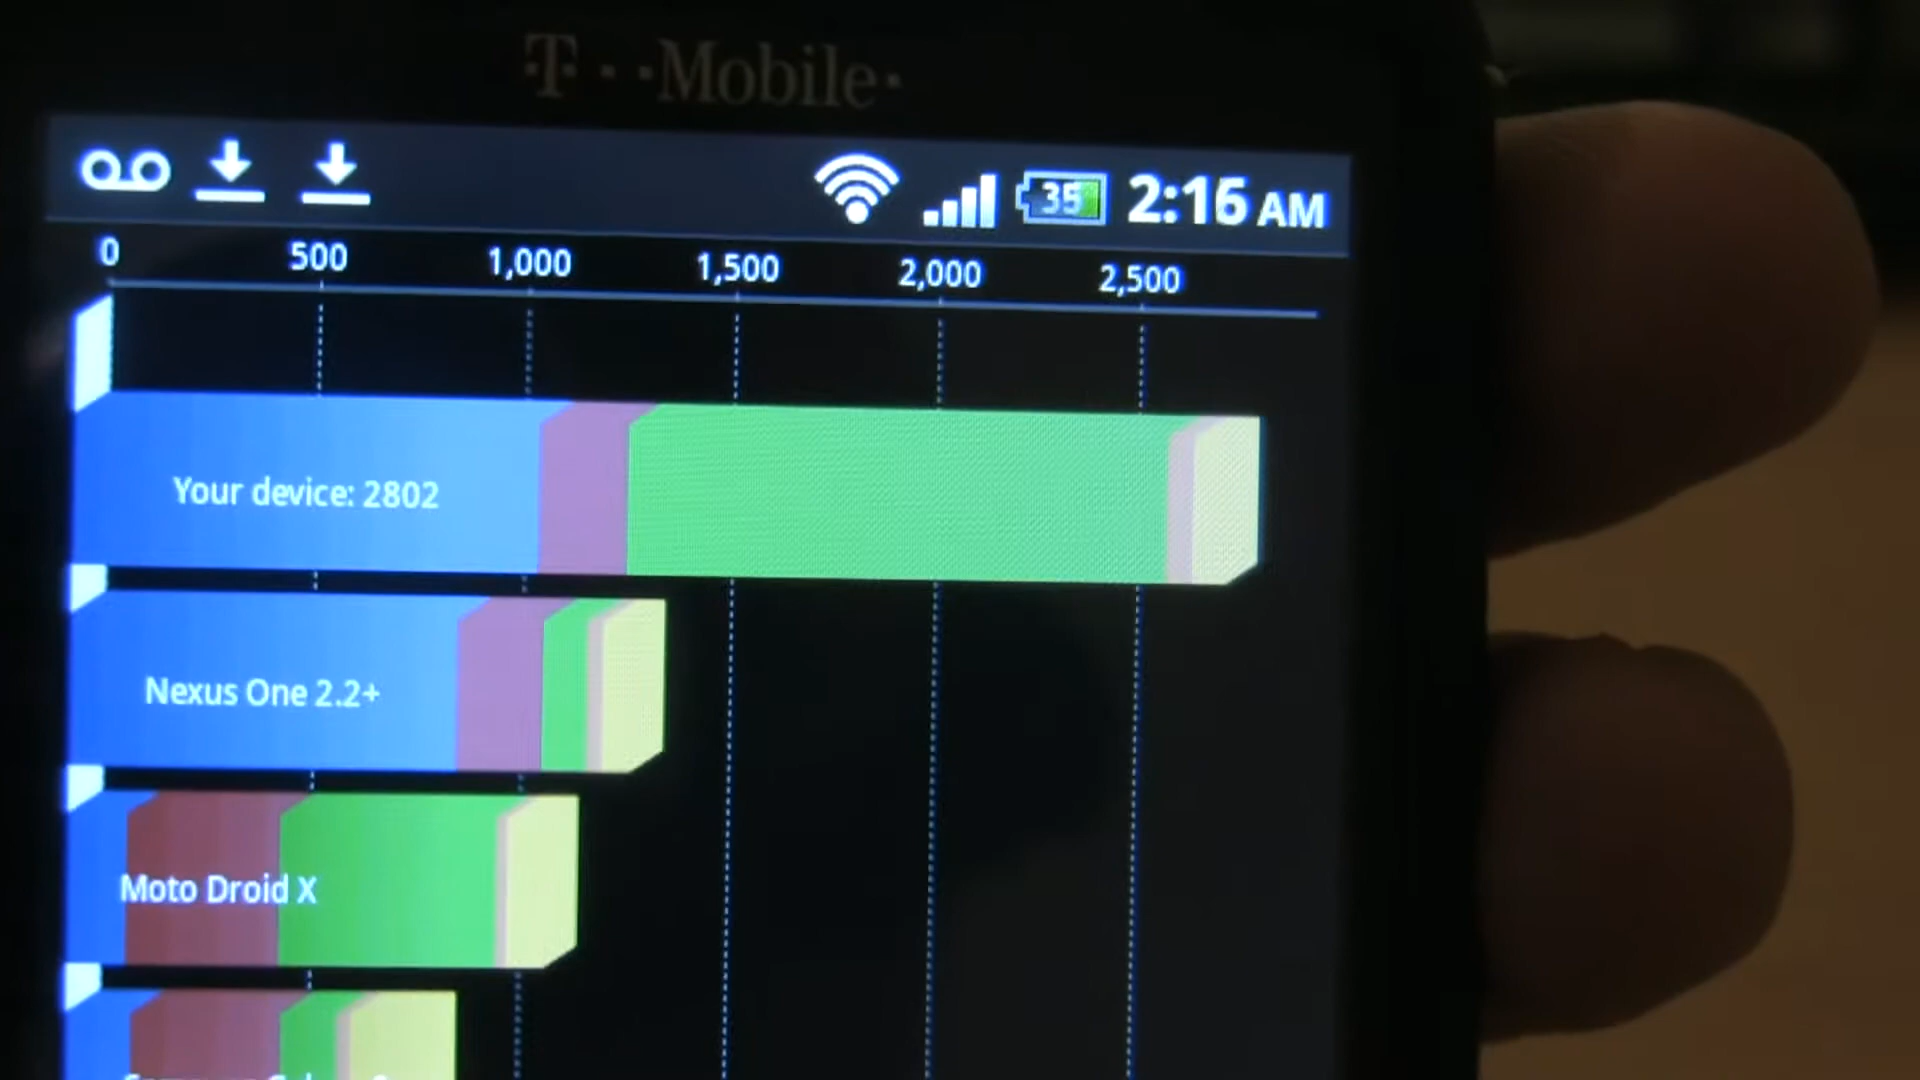 T··Mobile·
35 2:16 AM
0 500 1,000 1,500 2,000 2,500
Your device: 2802
Nexus One 2.2+
Moto Droid X